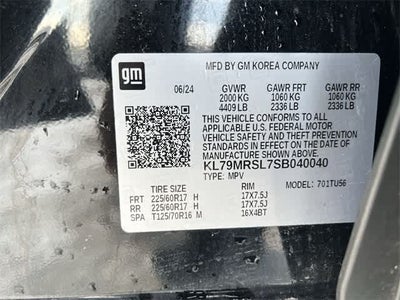 gm
MFD BY GM KOREA COMPANY
06/24 GVWR GAWR FRT GAWR RR
2000 KG 1060 KG 1060 KG
4409 LB 2336 LB 2336 LB
THIS VEHICLE CONFORMS TO ALL APPLICABLE
U.S. FEDERAL MOTOR VEHICLE SAFETY
STANDARDS IN EFFECT ON THE DATE OF
MANUFACTURE SHOWN ABOVE.
KL79MRSL7SB040040
TYPE: MPV
MODEL: 701TU56
TIRE SIZE RIM
FRT 225/60R17 H 17X7.5J
RR 225/60R17 H 17X7.5J
SPA T125/70R16 M 16X4BT